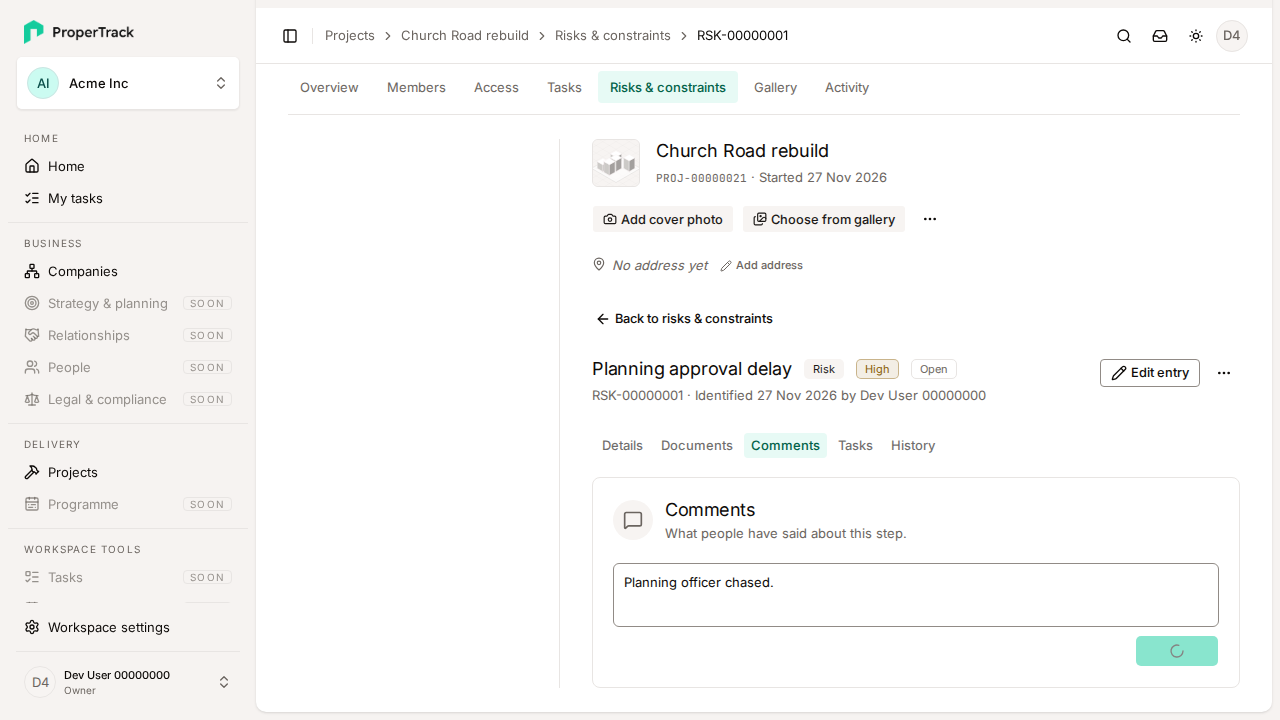 ProperTrack
AI Acme Inc
HOME
Home
My tasks
BUSINESS
Companies
Strategy & planning SOON
Relationships SOON
People SOON
Legal & compliance SOON
DELIVERY
Projects
Programme SOON
WORKSPACE TOOLS
Tasks SOON
Workspace settings
D4 Dev User 00000000
Owner
Projects > Church Road rebuild > Risks & constraints > RSK-00000001
D4
Overview Members Access Tasks Risks & constraints Gallery Activity
Church Road rebuild
PROJ-00000021 · Started 27 Nov 2026
Add cover photo Choose from gallery
No address yet Add address
Back to risks & constraints
Planning approval delay Risk High Open
Edit entry
RSK-00000001 · Identified 27 Nov 2026 by Dev User 00000000
Details Documents Comments Tasks History
Comments
What people have said about this step.
Planning officer chased.